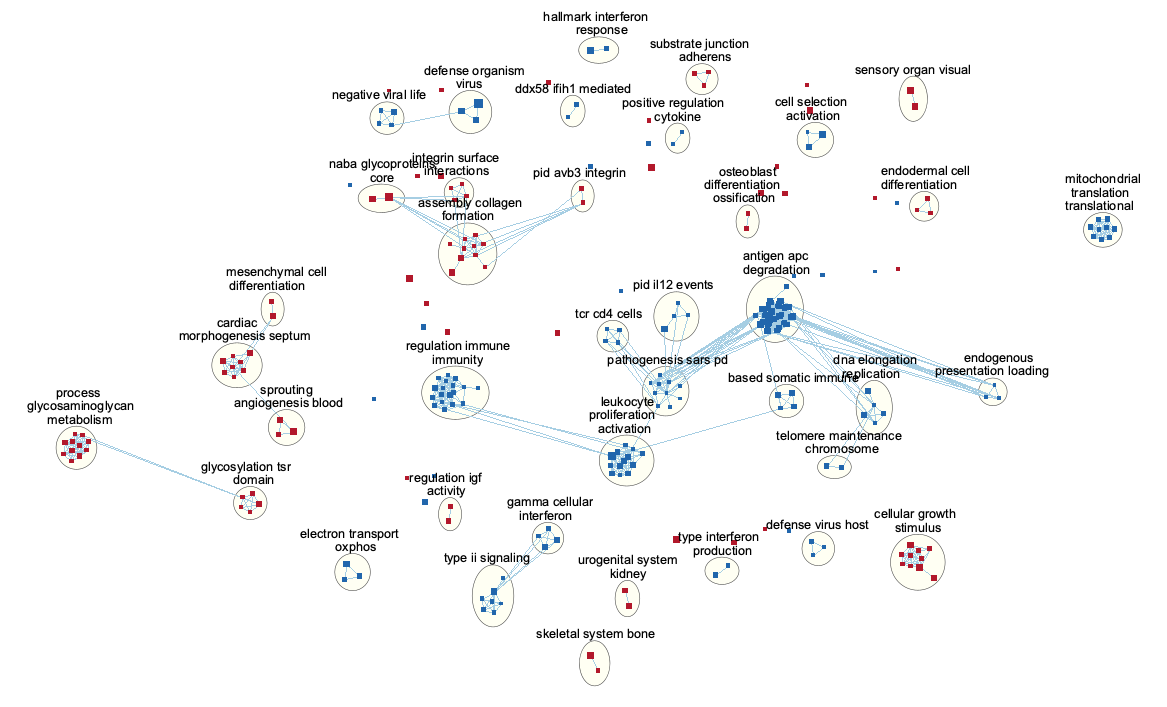 hallmark interferon
response
substrate junction
adherens
sensory organ visual
defense organism
virus
ddx58 ifih1 mediated
negative viral life
positive regulation
cytokine
cell selection
activation
naba glycoproteins
core
integrin surface
interactions
pid avb3 integrin
osteoblast
differentiation
ossification
endodermal cell
differentiation
mitochondrial
translation
translational
assembly collagen
formation
antigen apc
degradation
mesenchymal cell
differentiation
pid il12 events
tcr cd4 cells
cardiac
morphogenesis septum
regulation immune
immunity
pathogenesis sars pd
based somatic immune
dna elongation
replication
endogenous
presentation loading
process
glycosaminoglycan
metabolism
sprouting
angiogenesis blood
leukocyte
proliferation
activation
telomere maintenance
chromosome
glycosylation tsr
domain
regulation igf
activity
gamma cellular
interferon
electron transport
oxphos
type ii signaling
urogenital system
kidney
type interferon
production
defense virus host
cellular growth
stimulus
skeletal system bone